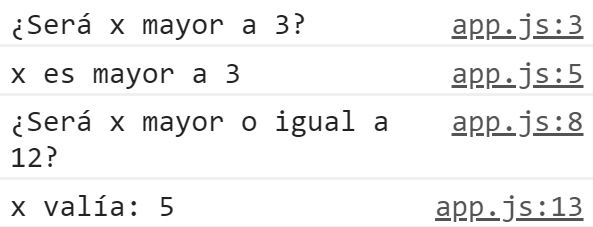 ¿Será x mayor a 3? app.js:3
x es mayor a 3 app.js:5
¿Será x mayor o igual a app.js:8
12?
x valía: 5 app.js:13